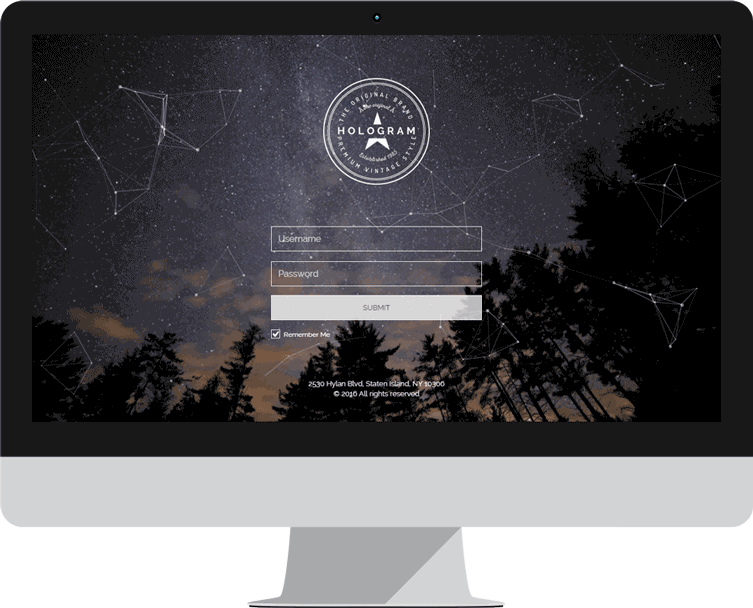 THE ORIGINAL BRAND
the original &
HOLOGRAM
Established 1985
PREMIUM VINTAGE STYLE
Username
Password
SUBMIT
Remember Me
2530 Hylan Blvd, Staten Island, NY 10306
© 2016 All rights reserved